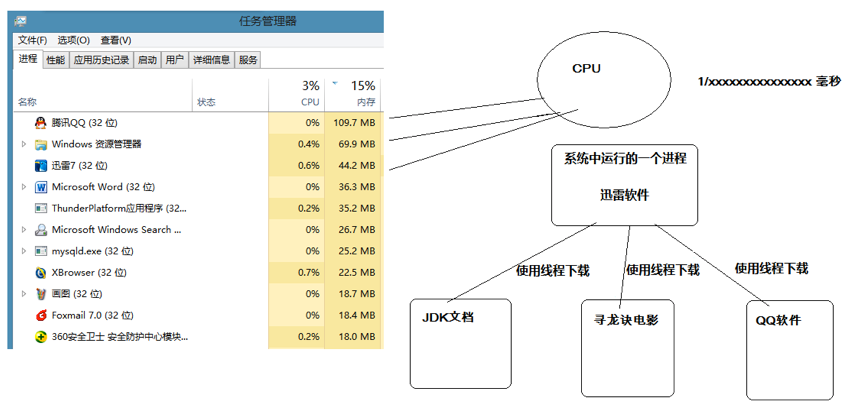 任务管理器
文件(F) 选项(O) 查看(V)
进程 性能 应用历史记录 启动 用户 详细信息 服务
3% 15%
名称 状态 CPU 内存
腾讯QQ (32 位) 0% 109.7 MB
Windows 资源管理器 0.4% 69.9 MB
迅雷7 (32 位) 0.6% 44.2 MB
Microsoft Word (32 位) 0% 36.3 MB
ThunderPlatform应用程序 (32... 0.2% 35.2 MB
Microsoft Windows Search ... 0% 26.7 MB
mysqld.exe (32 位) 0% 25.2 MB
XBrowser (32 位) 0.7% 22.5 MB
画图 (32 位) 0% 18.7 MB
Foxmail 7.0 (32 位) 0% 18.4 MB
360安全卫士 安全防护中心模块... 0.2% 18.0 MB
CPU
1/xxxxxxxxxxxxxxx 毫秒
系统中运行的一个进程
迅雷软件
使用线程下载 使用线程下载 使用线程下载
JDK文档 寻龙诀电影 QQ软件